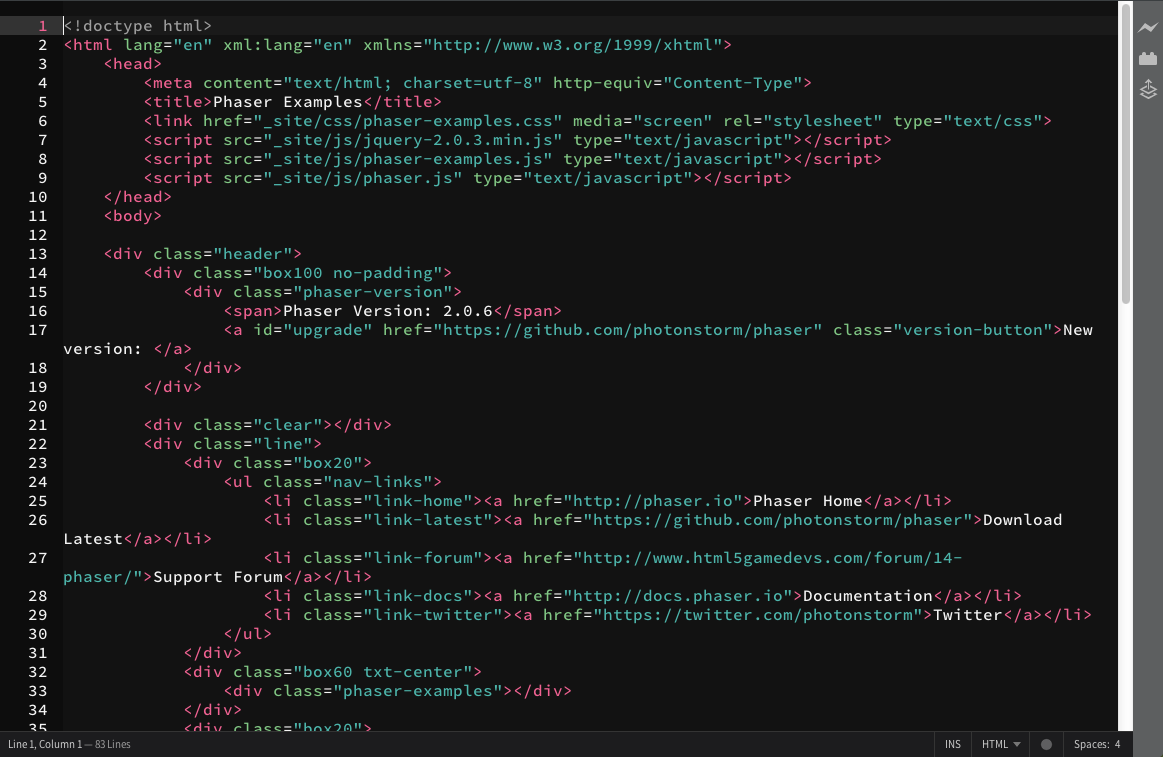 1 <!doctype html>
2 <html lang="en" xml:lang="en" xmlns="http://www.w3.org/1999/xhtml">
3 <head>
4 <meta content="text/html; charset=utf-8" http-equiv="Content-Type">
5 <title>Phaser Examples</title>
6 <link href="_site/css/phaser-examples.css" media="screen" rel="stylesheet" type="text/css">
7 <script src="_site/js/jquery-2.0.3.min.js" type="text/javascript"></script>
8 <script src="_site/js/phaser-examples.js" type="text/javascript"></script>
9 <script src="_site/js/phaser.js" type="text/javascript"></script>
10 </head>
11 <body>
12
13 <div class="header">
14 <div class="box100 no-padding">
15 <div class="phaser-version">
16 <span>Phaser Version: 2.0.6</span>
17 <a id="upgrade" href="https://github.com/photonstorm/phaser" class="version-button">New
version: </a>
18 </div>
19 </div>
20
21 <div class="clear"></div>
22 <div class="line">
23 <div class="box20">
24 <ul class="nav-links">
25 <li class="link-home"><a href="http://phaser.io">Phaser Home</a></li>
26 <li class="link-latest"><a href="https://github.com/photonstorm/phaser">Download
Latest</a></li>
27 <li class="link-forum"><a href="http://www.html5gamedevs.com/forum/14-
phaser/">Support Forum</a></li>
28 <li class="link-docs"><a href="http://docs.phaser.io">Documentation</a></li>
29 <li class="link-twitter"><a href="https://twitter.com/photonstorm">Twitter</a></li>
30 </ul>
31 </div>
32 <div class="box60 txt-center">
33 <div class="phaser-examples"></div>
34 </div>
35 <div class="box20">
Line 1, Column 1 — 83 Lines INS HTML Spaces: 4